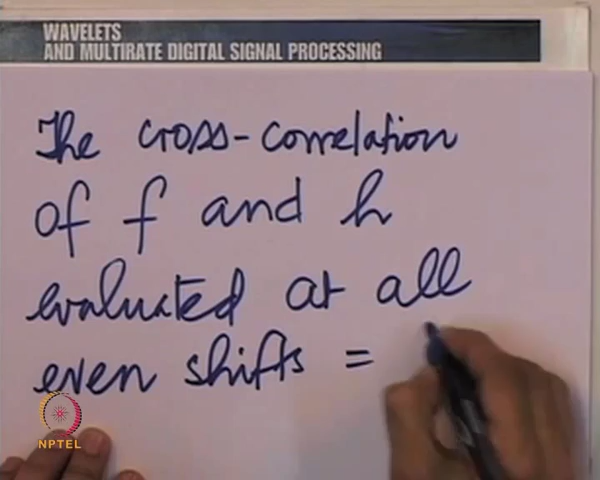 WAVELETS
AND MULTIRATE DIGITAL SIGNAL PROCESSING
The cross-correlation
of f and h
evaluated at all
even shifts =
NPTEL